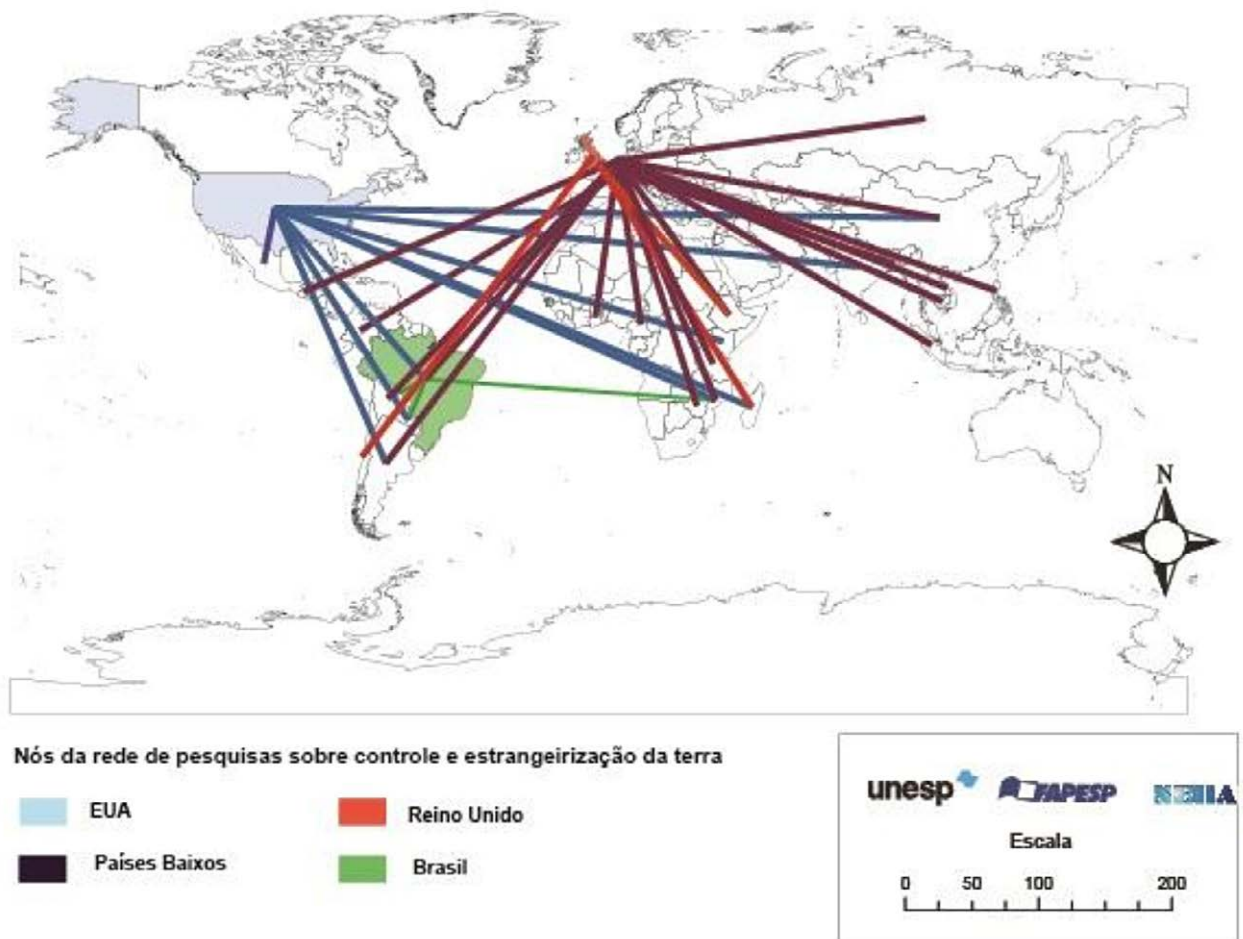 N
Nós da rede de pesquisas sobre controle e estrangeirização da terra
EUA
Reino Unido
Países Baixos
Brasil
unesp
FAPESP
Escala
0 50 100 200